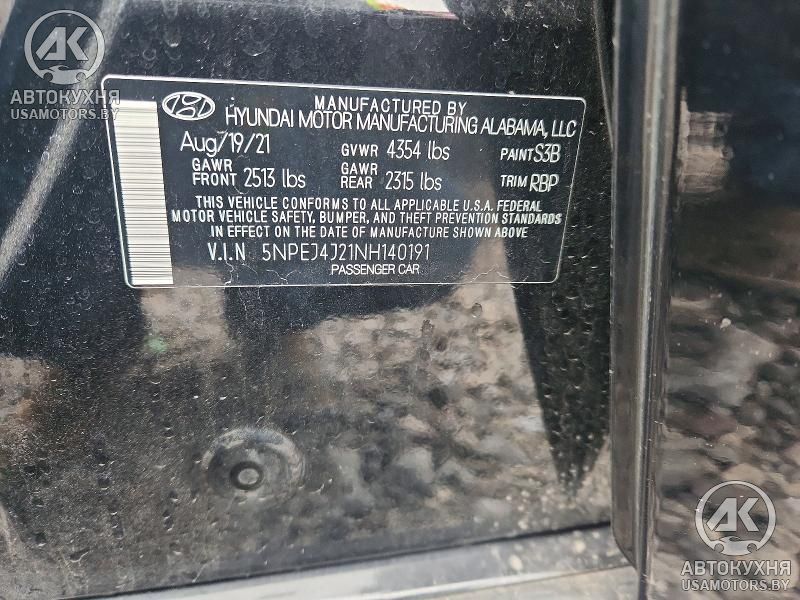 АК
АВТОКУХНЯ
USAMOTORS.BY
MANUFACTURED BY
HYUNDAI MOTOR MANUFACTURING ALABAMA, LLC
Aug/19/21 GVWR 4354 lbs PAINT S3B
GAWR FRONT 2513 lbs GAWR REAR 2315 lbs TRIM RBP
THIS VEHICLE CONFORMS TO ALL APPLICABLE U.S.A. FEDERAL
MOTOR VEHICLE SAFETY, BUMPER, AND THEFT PREVENTION STANDARDS
IN EFFECT ON THE DATE OF MANUFACTURE SHOWN ABOVE
V.I.N 5NPEJ4J21NH140191
PASSENGER CAR
АК
АВТОКУХНЯ
USAMOTORS.BY